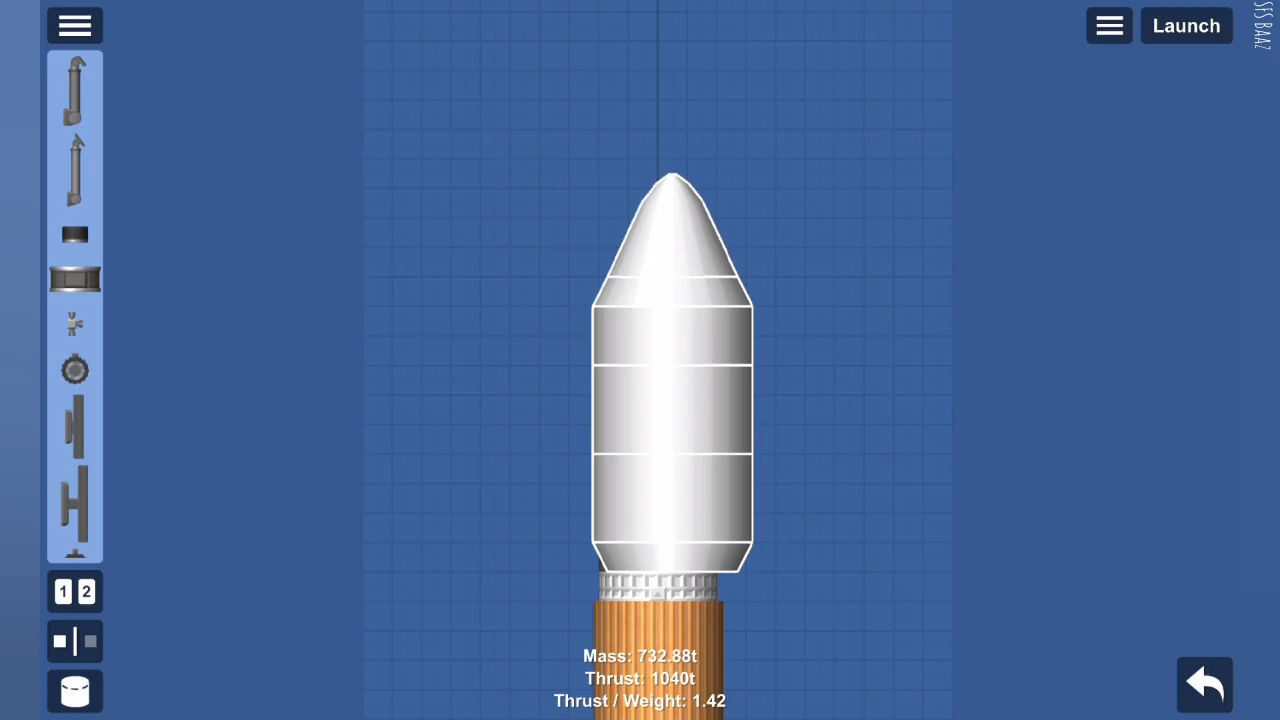 Launch
SFS BAAZ
1 2
Mass: 732.88t
Thrust: 1040t
Thrust / Weight: 1.42